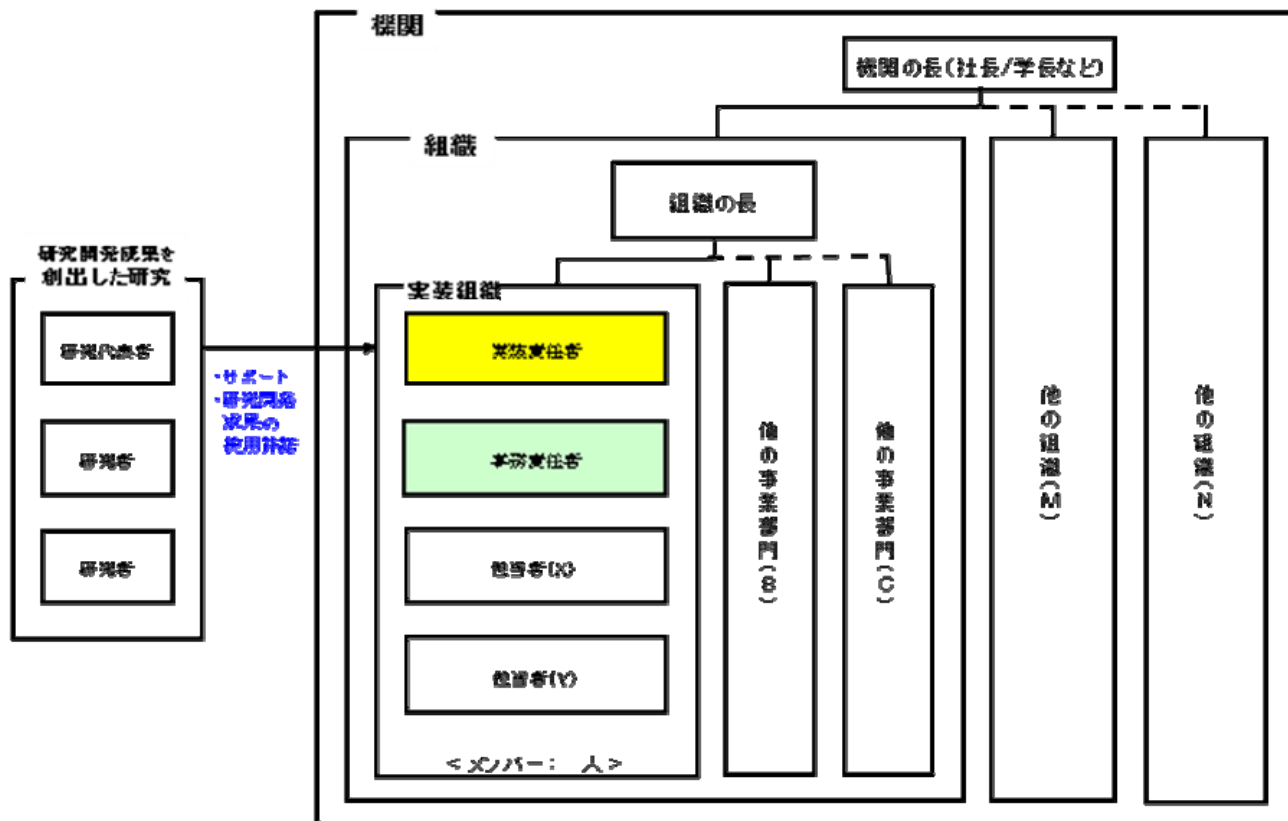 機関
機関の長(社長/学長など)
組織
組織の長
研究開発成果を
創出した研究
実装組織
研究代表者
研究者
研究者
・サポート
・研究開発
成果の
使用許諾
実装責任者
事務責任者
担当者(X)
担当者(Y)
<メンバー: 人>
他の事業部門(B)
他の事業部門(C)
他の組織(M)
他の組織(N)